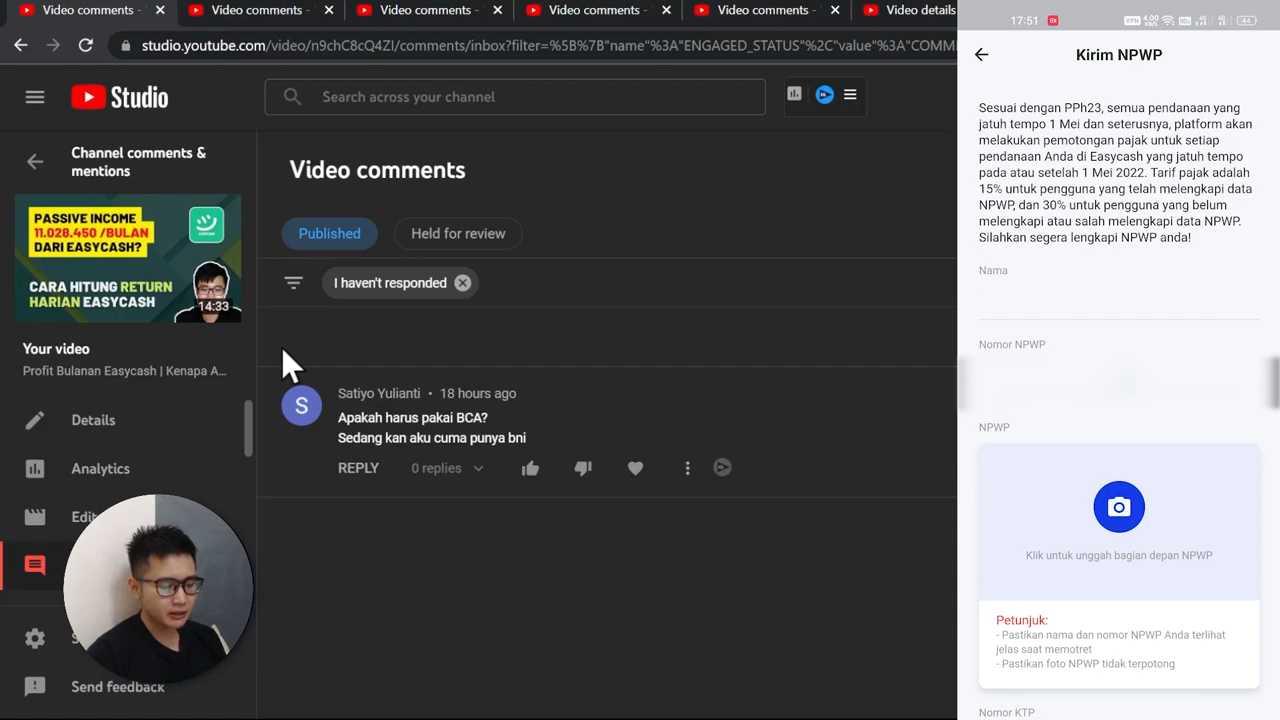 Video comments -
Video comments
Video comments
Video comments
Video comments
Video details
studio.youtube.com/video/n9chC8cQ4ZI/comments/inbox?filter=%5B%7B"name"%3A"ENGAGED_STATUS"%2C"value"%3A"COMM
Studio
Search across your channel
Channel comments &
mentions
PASSIVE INCOME
11.028.450 /BULAN
DARI EASYCASH?
CARA HITUNG RETURN
HARIAN EASYCASH
14:33
Your video
Profit Bulanan Easycash | Kenapa A...
Details
Analytics
Edit
S
Send feedback
Video comments
Published
Held for review
I haven't responded
S
Satiyo Yulianti • 18 hours ago
Apakah harus pakai BCA?
Sedang kan aku cuma punya bni
REPLY
0 replies
17:51
VPN
4.00
44
Kirim NPWP
Sesuai dengan PPh23, semua pendanaan yang
jatuh tempo 1 Mei dan seterusnya, platform akan
melakukan pemotongan pajak untuk setiap
pendanaan Anda di Easycash yang jatuh tempo
pada atau setelah 1 Mei 2022. Tarif pajak adalah
15% untuk pengguna yang telah melengkapi data
NPWP, dan 30% untuk pengguna yang belum
melengkapi atau salah melengkapi data NPWP.
Silahkan segera lengkapi NPWP anda!
Nama
Nomor NPWP
NPWP
Klik untuk unggah bagian depan NPWP
Petunjuk:
- Pastikan nama dan nomor NPWP Anda terlihat
jelas saat memotret
- Pastikan foto NPWP tidak terpotong
Nomor KTP